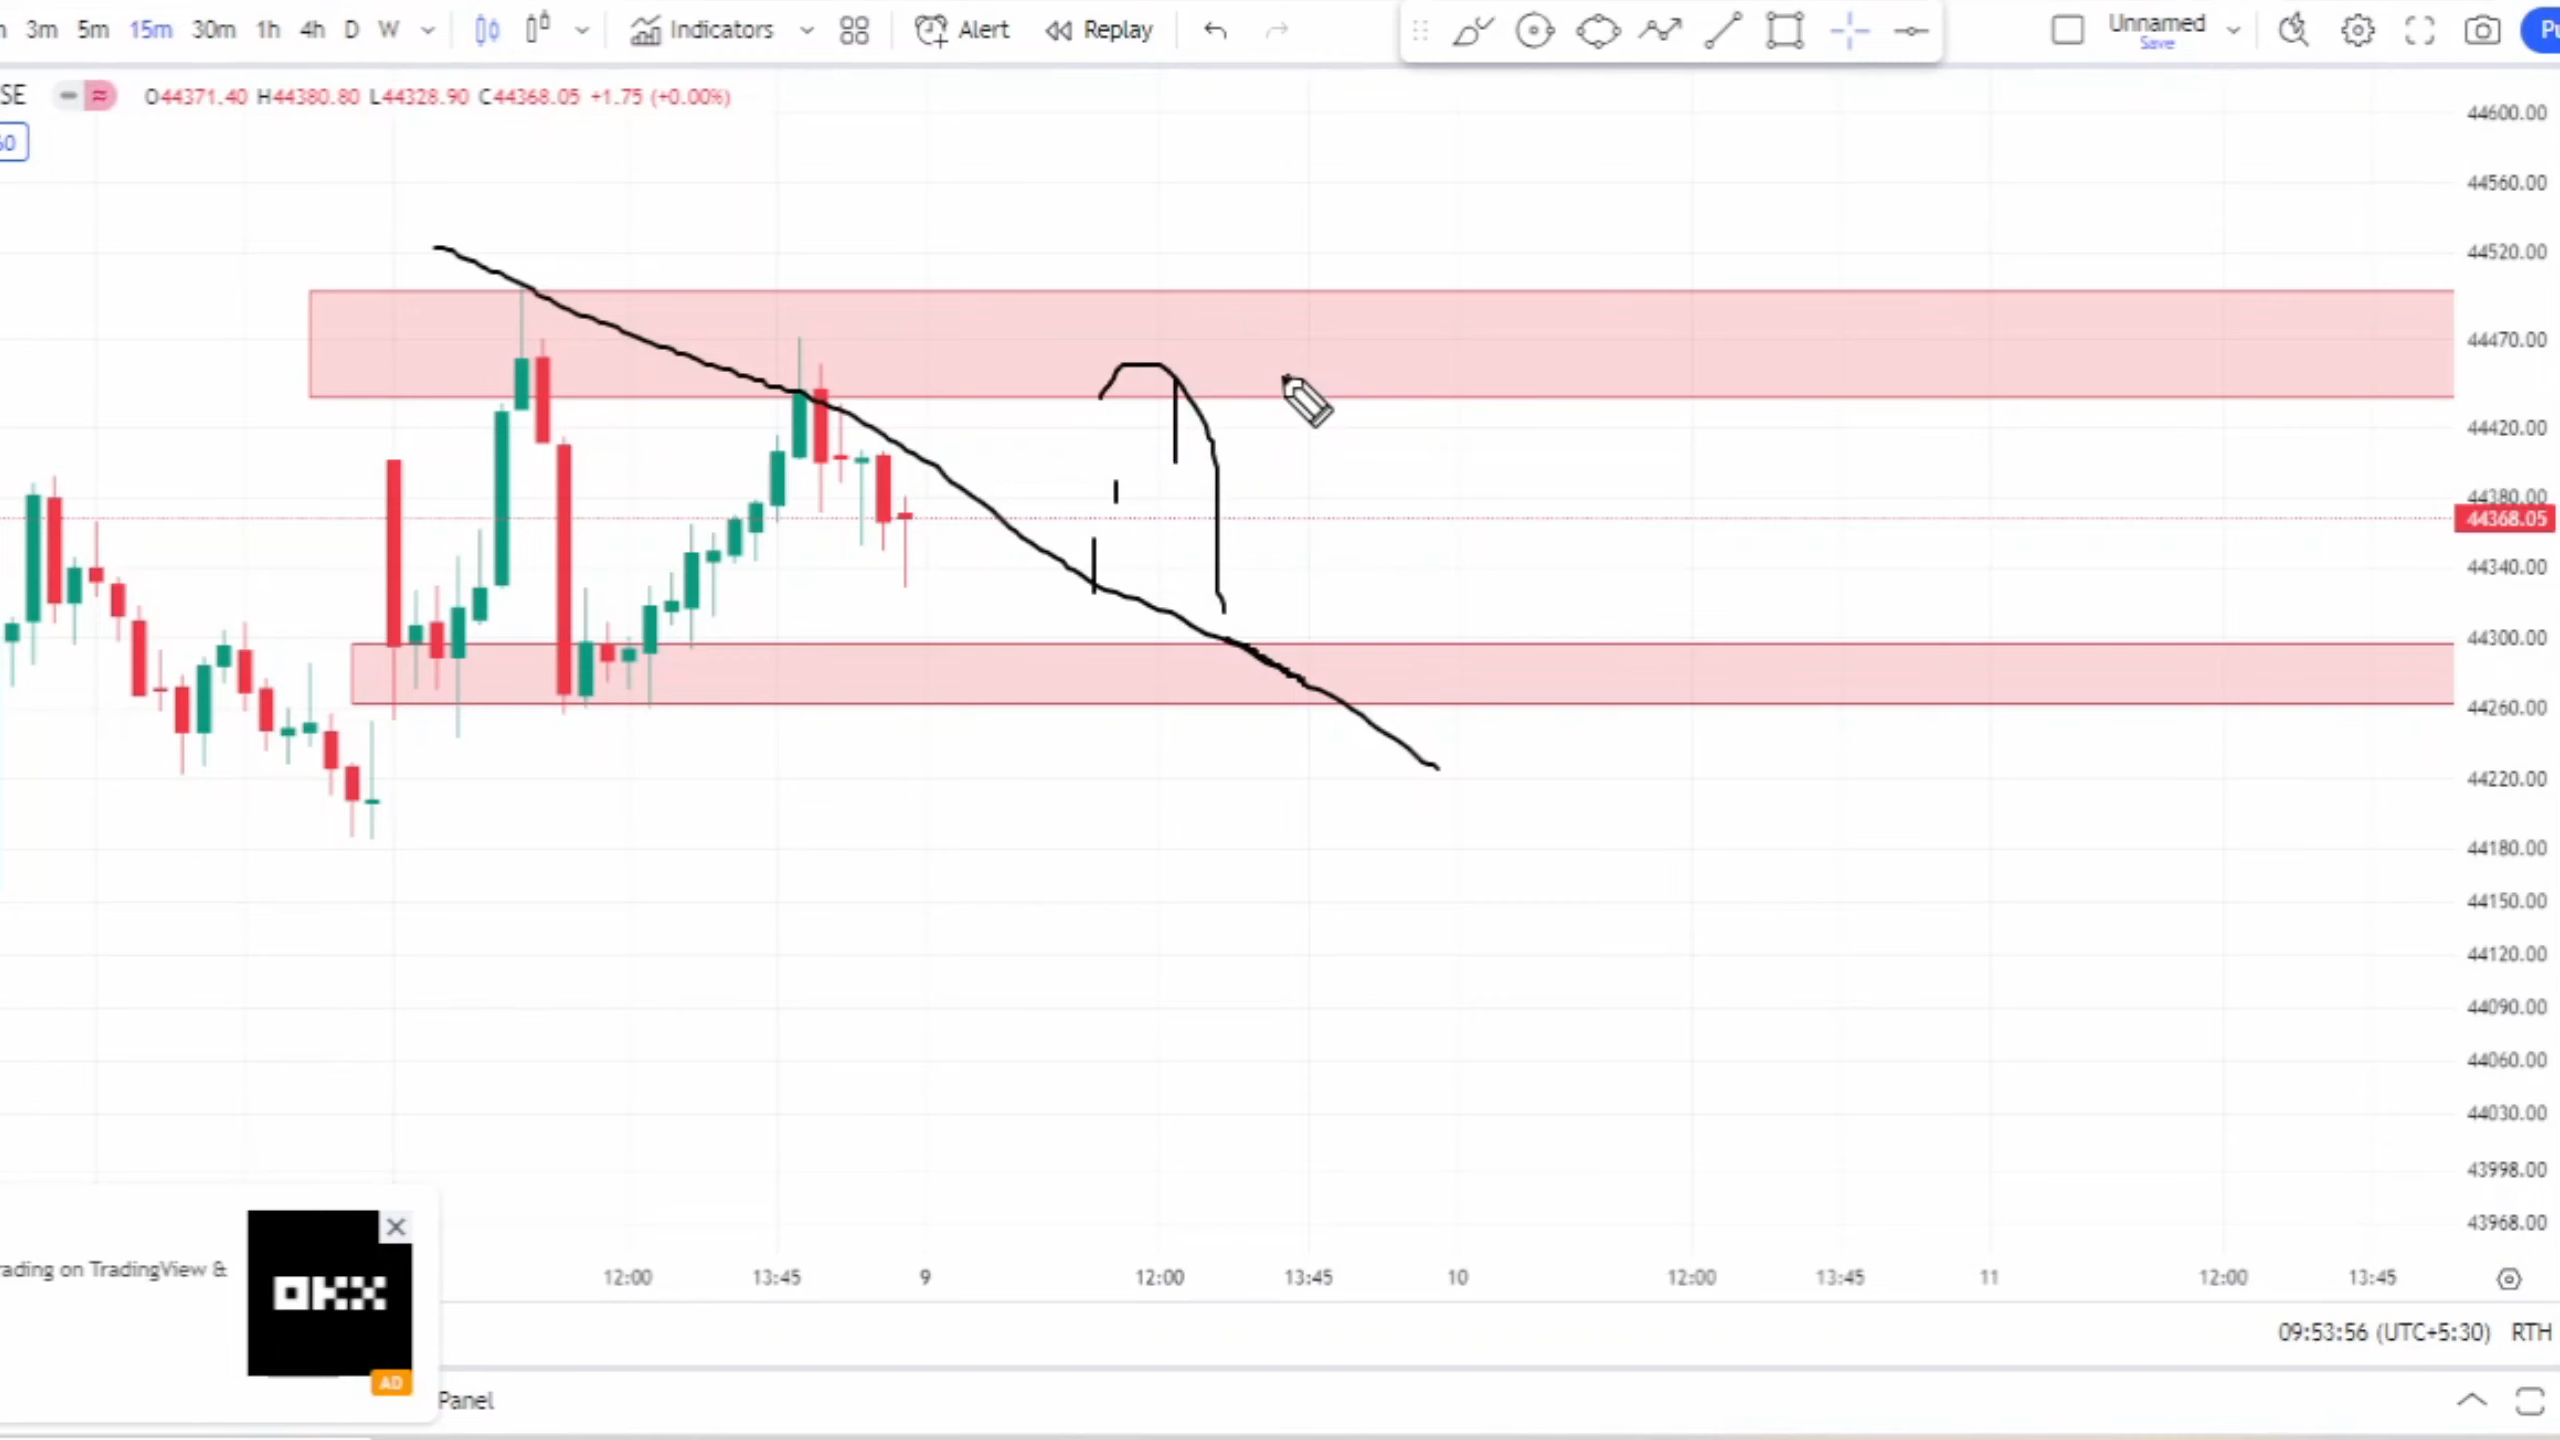 3m 5m 15m 30m 1h 4h D W Indicators Alert Replay Unnamed
Save
SE O44371.40 H44380.80 L44328.90 C44368.05 +1.75 (+0.00%)
44600.00
44560.00
44520.00
44470.00
44420.00
44380.00
44368.05
44340.00
44300.00
44260.00
44220.00
44180.00
44150.00
44120.00
44090.00
44060.00
44030.00
43998.00
43968.00
12:00 13:45 9 12:00 13:45 10 12:00 13:45 11 12:00 13:45
rading on TradingView &
OKX
AD
09:53:56 (UTC+5:30) RTH
Panel